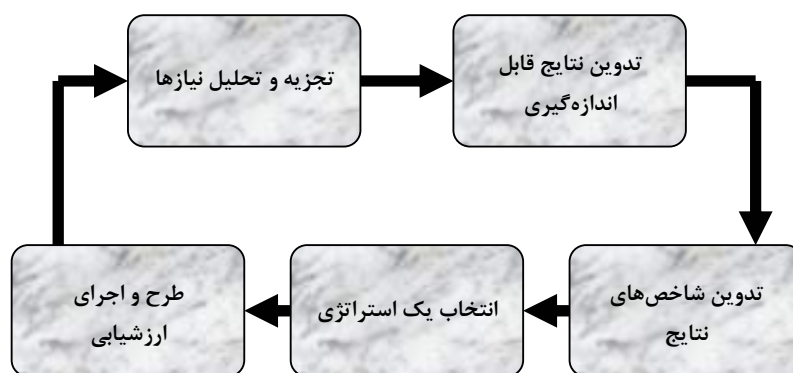 تجزیه و تحلیل نیازها
تدوین نتایج قابل
اندازه‌گیری
تدوین شاخص‌های
نتایج
انتخاب یک استراتژی
طرح و اجرای
ارزشیابی